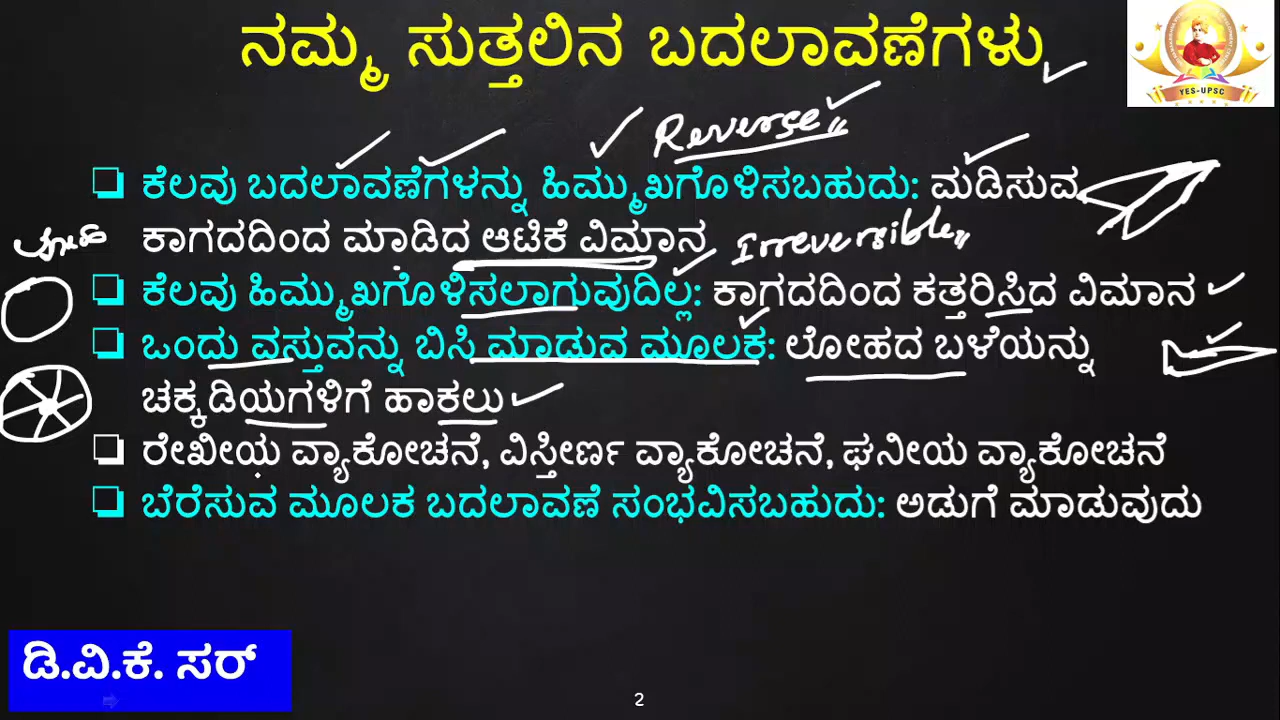 ನಮ್ಮ ಸುತ್ತಲಿನ ಬದಲಾವಣೆಗಳು
YES-UPSC
Reverse
ಕೆಲವು ಬದಲಾವಣೆಗಳನ್ನು ಹಿಮ್ಮುಖಗೊಳಿಸಬಹುದು: ಮಡಿಸುವ
ಕಾಗದದಿಂದ ಮಾಡಿದ ಆಟಿಕೆ ವಿಮಾನ
Irreversible
ಕೆಲವು ಹಿಮ್ಮುಖಗೊಳಿಸಲಾಗುವುದಿಲ್ಲ: ಕಾಗದದಿಂದ ಕತ್ತರಿಸಿದ ವಿಮಾನ
ಒಂದು ವಸ್ತುವನ್ನು ಬಿಸಿ ಮಾಡುವ ಮೂಲಕ: ಲೋಹದ ಬಳೆಯನ್ನು
ಚಕ್ಕಡಿಯಗಳಿಗೆ ಹಾಕಲು
ರೇಖೀಯ ವ್ಯಾಕೋಚನೆ, ವಿಸ್ತೀರ್ಣ ವ್ಯಾಕೋಚನೆ, ಘನೀಯ ವ್ಯಾಕೋಚನೆ
ಬೆರೆಸುವ ಮೂಲಕ ಬದಲಾವಣೆ ಸಂಭವಿಸಬಹುದು: ಅಡುಗೆ ಮಾಡುವುದು
ಡಿ.ವಿ.ಕೆ. ಸರ್
2